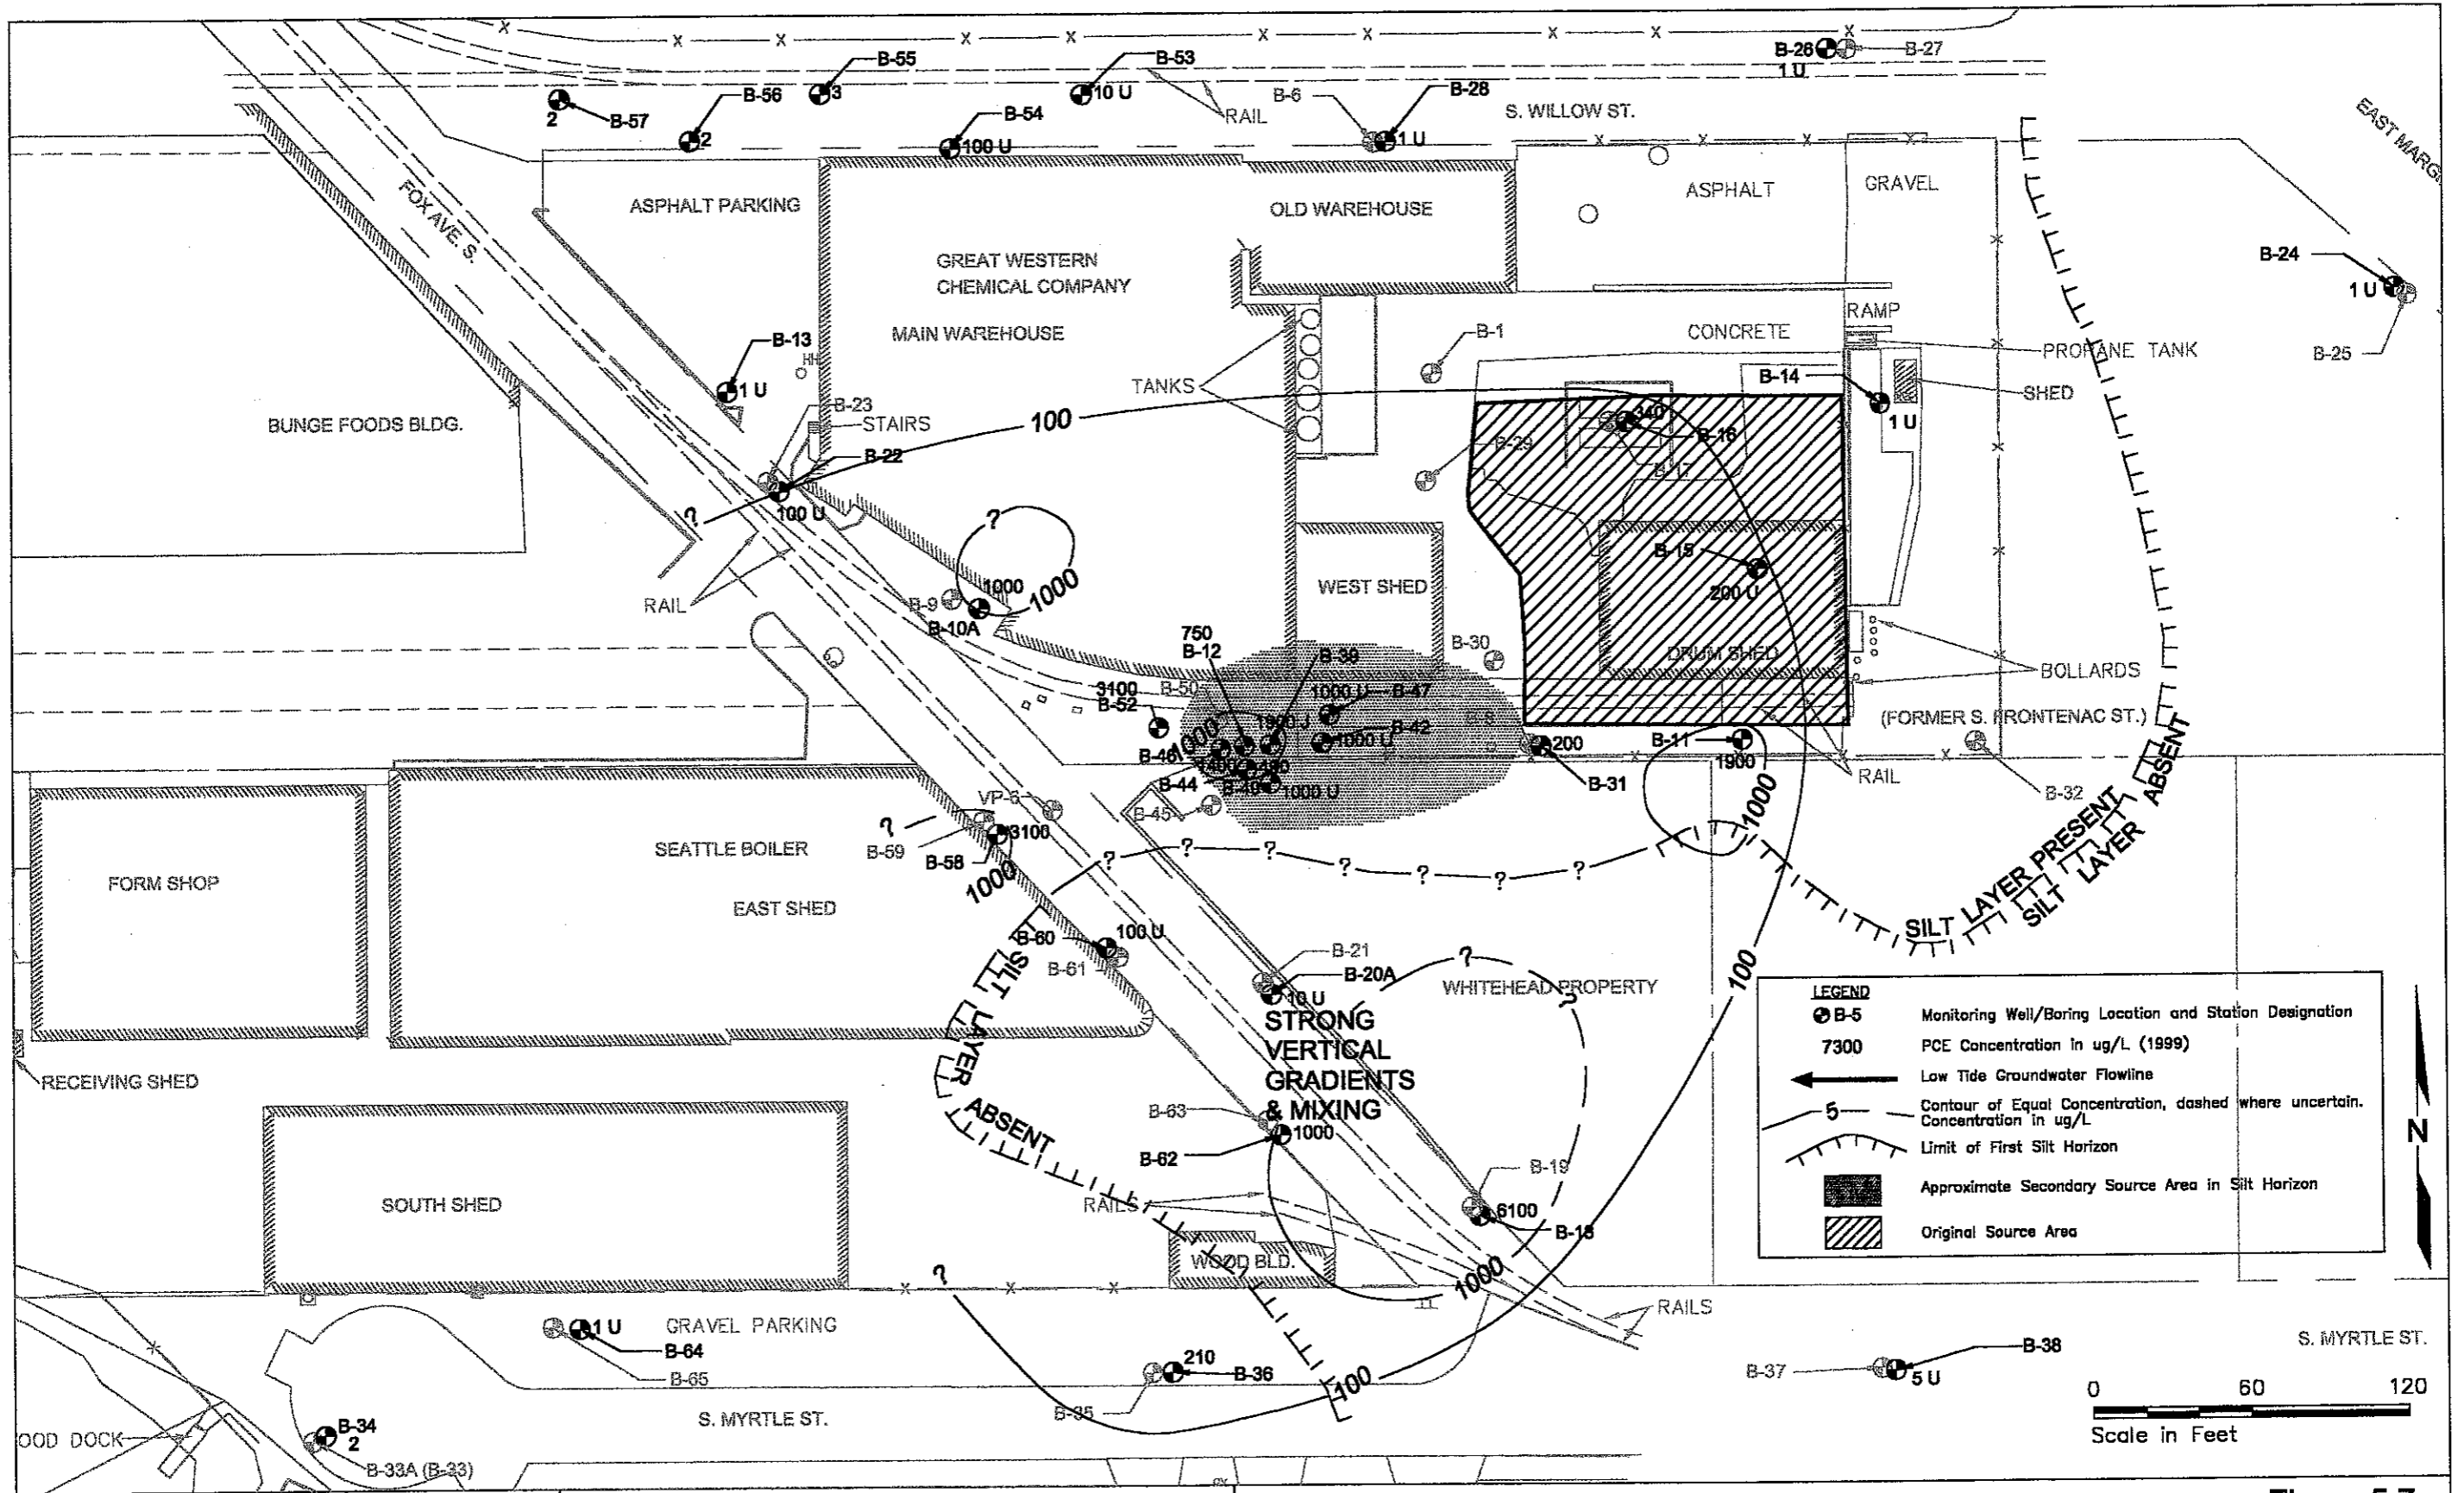 B-55
B-53
B-26
1 U
B-27
B-56
3
10 U
B-6
B-28
RAIL
S. WILLOW ST.
2
B-57
2
B-54
100 U
1 U
EAST MARG
FOX AVE. S.
ASPHALT PARKING
OLD WAREHOUSE
ASPHALT
GRAVEL
GREAT WESTERN
CHEMICAL COMPANY
MAIN WAREHOUSE
B-24
1 U
B-25
RAMP
CONCRETE
PROPANE TANK
B-1
B-13
HH
1 U
TANKS
B-14
1 U
SHED
BUNGE FOODS BLDG.
B-23
STAIRS
100
B-22
100 U
?
340
B-16
B-17
B-29
?
1000
1000
B-9
B-10A
RAIL
WEST SHED
B-15
200 U
DRUM SHED
B-30
BOLLARDS
750
B-12
B-39
3100
B-52
B-50
1000 U
B-47
(FORMER S. FRONTENAC ST.)
1000
B-46
1000 U
B-42
200
B-31
B-11
1900
RAIL
B-32
B-44
B-49
1000 U
B-45
1000
VP-6
?
3100
B-59
B-58
1000
SEATTLE BOILER
EAST SHED
FORM SHOP
? ? ? ? ? ? ?
SILT LAYER PRESENT
SILT LAYER ABSENT
B-60
100 U
B-61
SILT LAYER ABSENT
B-21
B-20A
10 U
?
WHITEHEAD PROPERTY
?
100
STRONG
VERTICAL
GRADIENTS
& MIXING
RECEIVING SHED
B-63
1000
B-62
B-19
6100
B-18
RAILS
SOUTH SHED
WOOD BLD.
1000
RAILS
?
1 U
B-64
B-65
GRAVEL PARKING
210
B-36
B-35
100
S. MYRTLE ST.
B-37
B-38
5 U
S. MYRTLE ST.
OOD DOCK
B-34
2
B-33A (B-33)
LEGEND
B-5 Monitoring Well/Boring Location and Station Designation
7300 PCE Concentration in ug/L (1999)
Low Tide Groundwater Flowline
5 Contour of Equal Concentration, dashed where uncertain.
Concentration in ug/L
Limit of First Silt Horizon
Approximate Secondary Source Area in Silt Horizon
Original Source Area
N
0 60 120
Scale in Feet